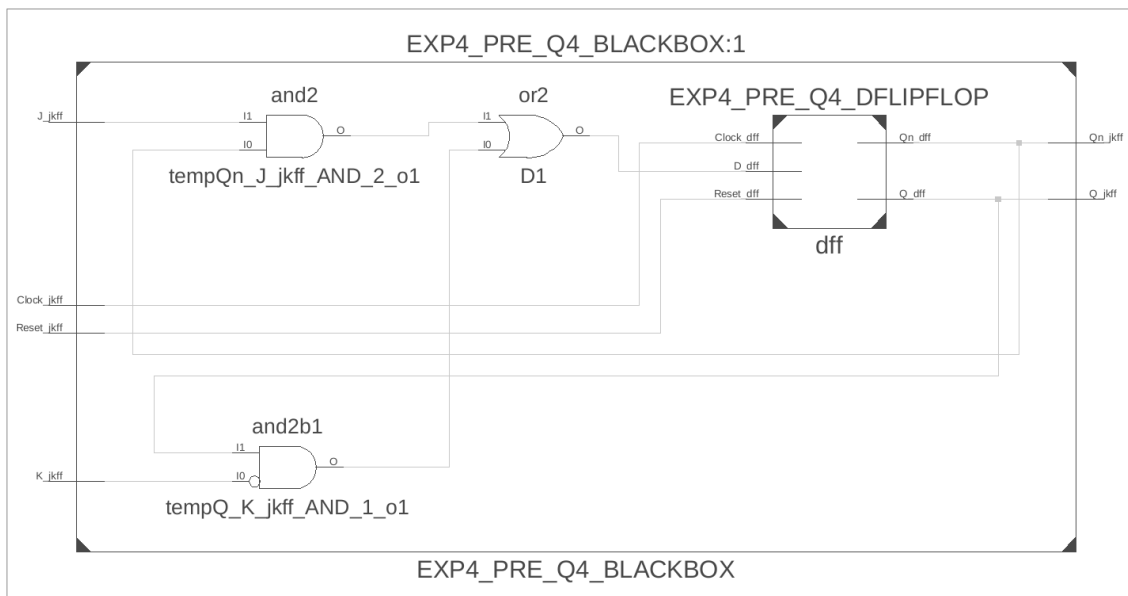 EXP4_PRE_Q4_BLACKBOX:1
and2
or2
EXP4_PRE_Q4_DFLIPFLOP
J_jkff
I1
I0
O
tempQn_J_jkff_AND_2_o1
I1
I0
O
D1
Clock_dff
D_dff
Reset_dff
Qn_dff
Q_dff
dff
Qn_jkff
Q_jkff
Clock_jkff
Reset_jkff
and2b1
K_jkff
I1
I0
O
tempQ_K_jkff_AND_1_o1
EXP4_PRE_Q4_BLACKBOX